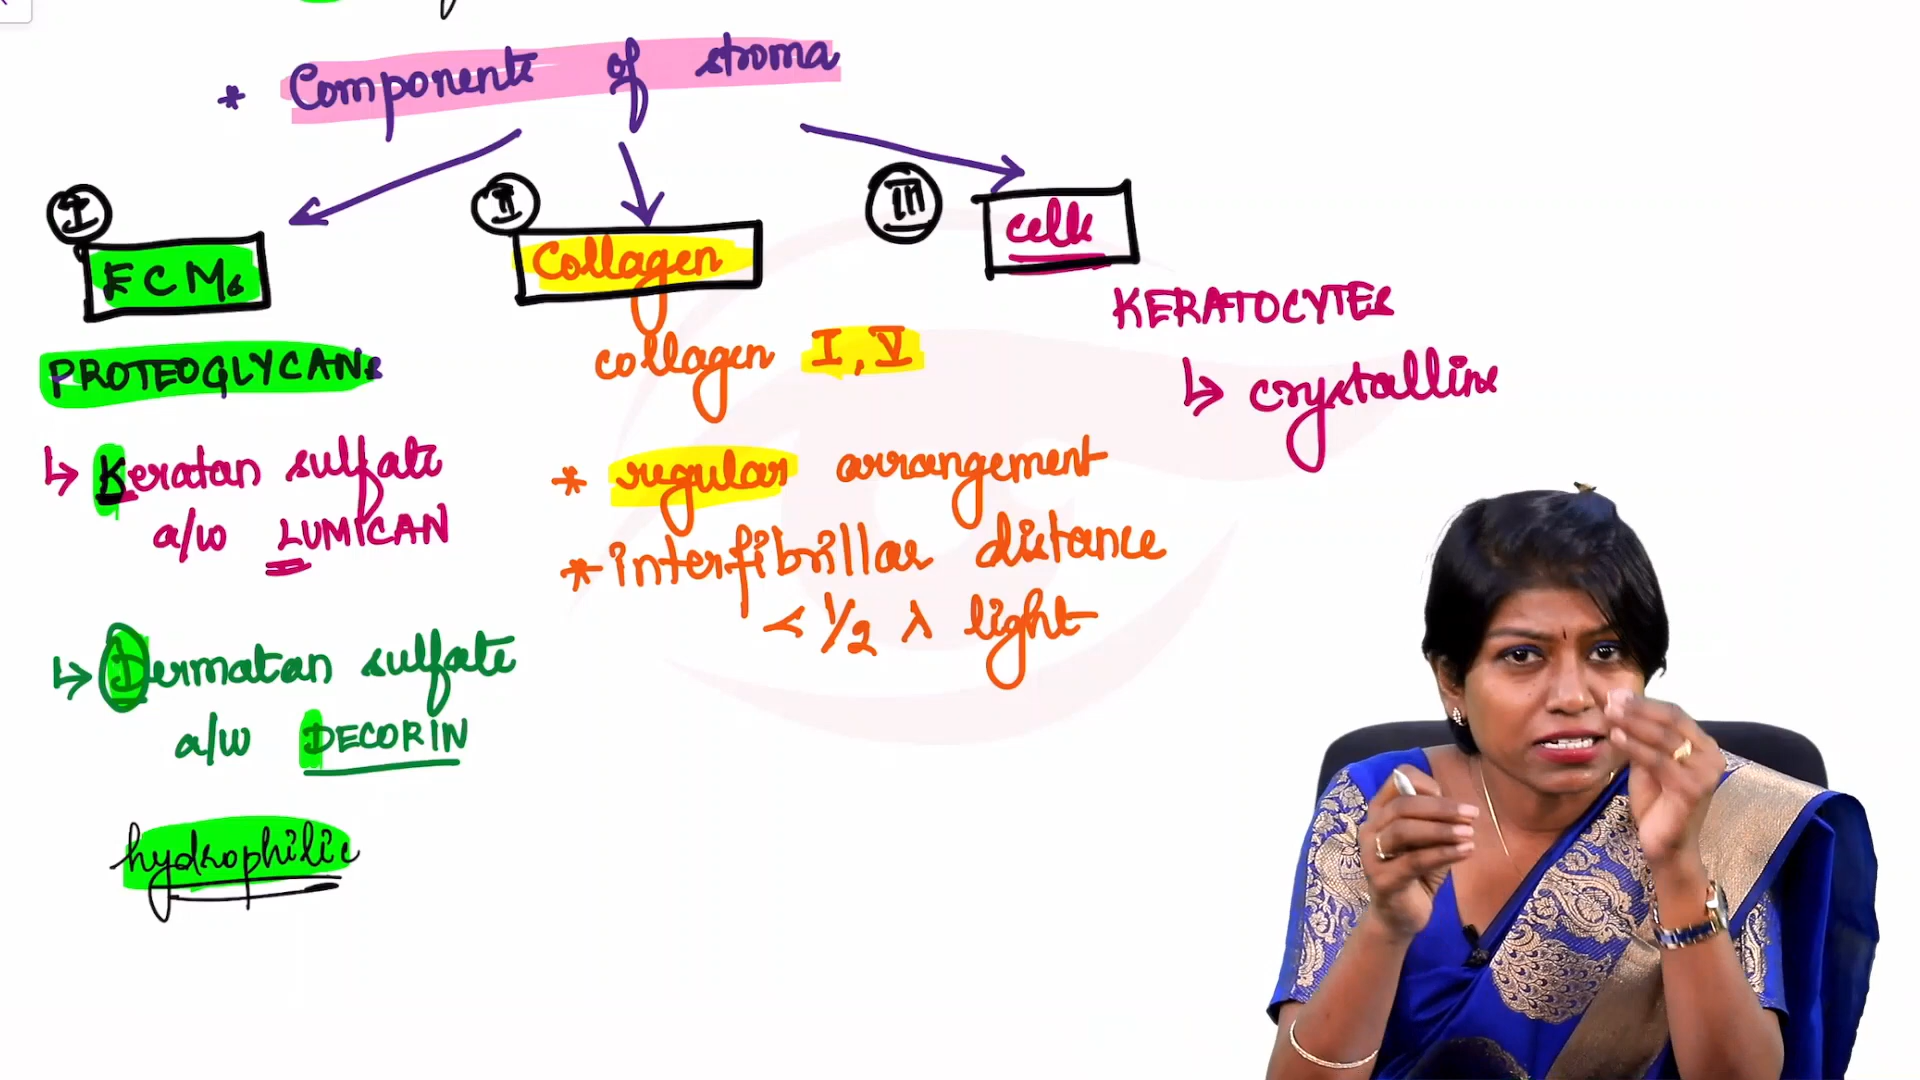 * Components of stroma
I
ECMs
PROTEOGLYCANs
↳ Keratan sulfate
a/w LUMICAN
↳ Dermatan sulfate
a/w DECORIN
hydrophilic
II
Collagen
collagen I, V
* regular arrangement
* interfibrillar distance
< 1/2 λ light
III
cells
KERATOCYTES
↳ crystallins